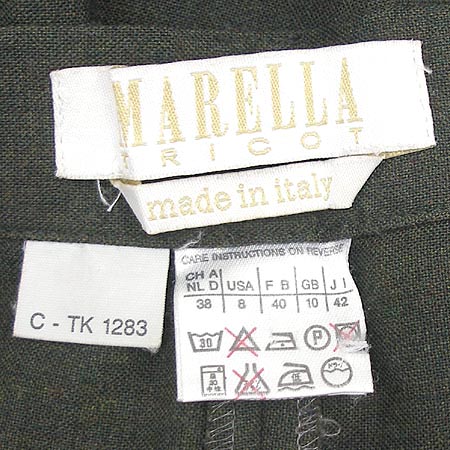 MARELLA
TRICOT
made in italy
CARE INSTRUCTIONS ON REVERSE
CH A USA F B GB J I
NL D
38 8 40 10 42
C - TK 1283
30 P